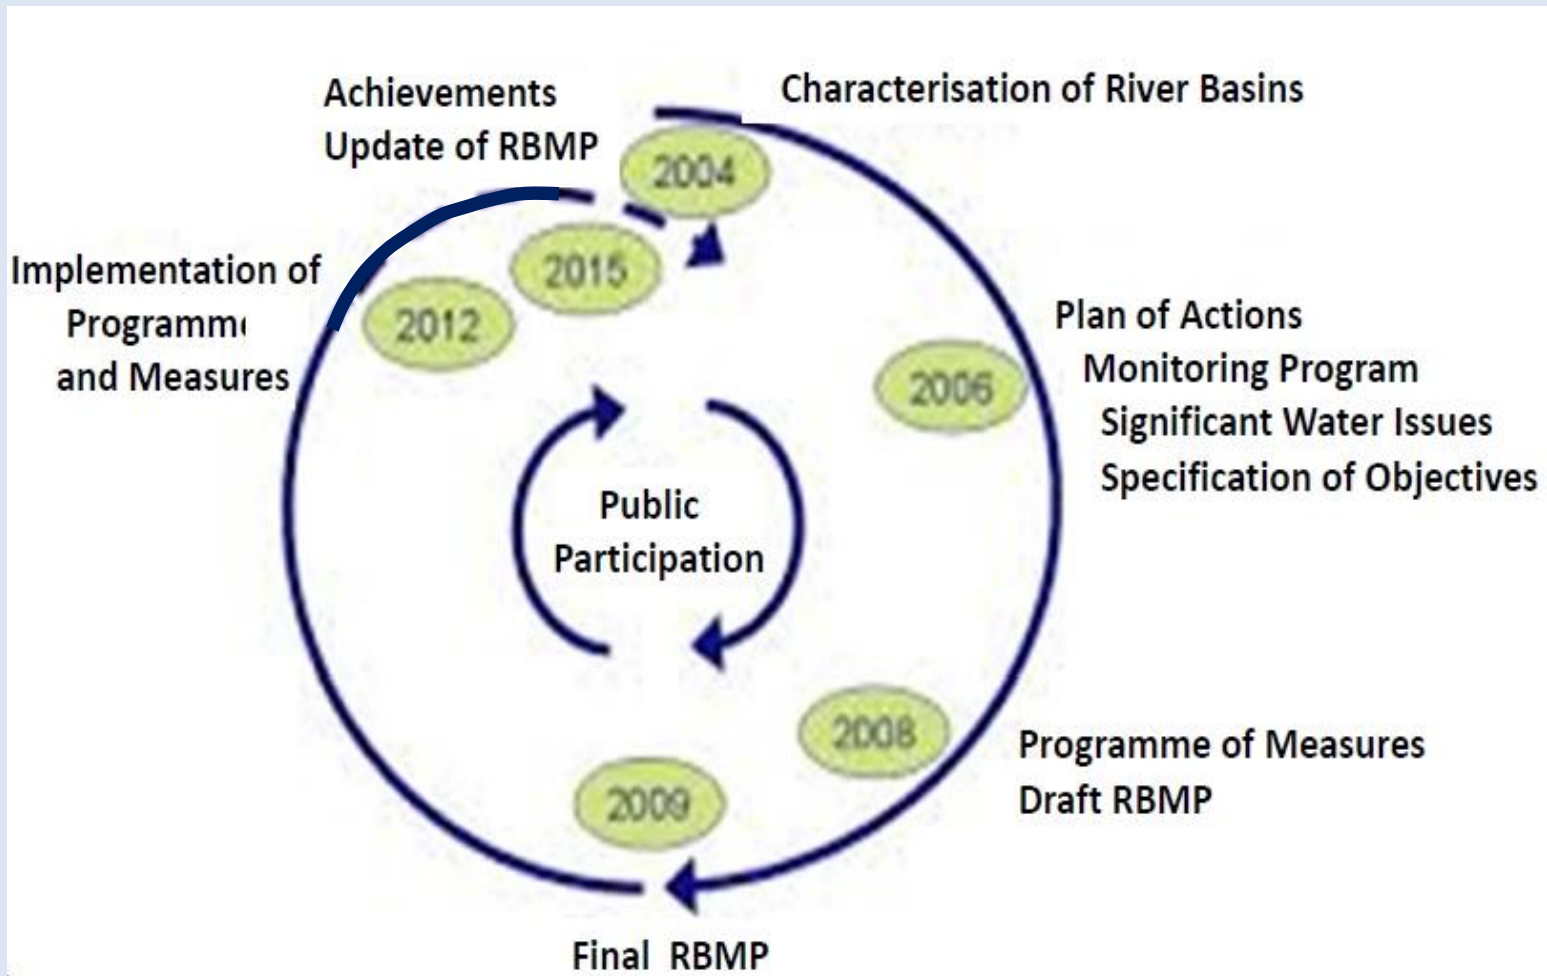 Characterisation of River Basins
2004
Plan of Actions
Monitoring Program
Significant Water Issues
Specification of Objectives
2006
Programme of Measures
Draft RBMP
2008
2009
Final RBMP
Implementation of
Programm
and Measures
2012
Achievements
Update of RBMP
2015
Public
Participation